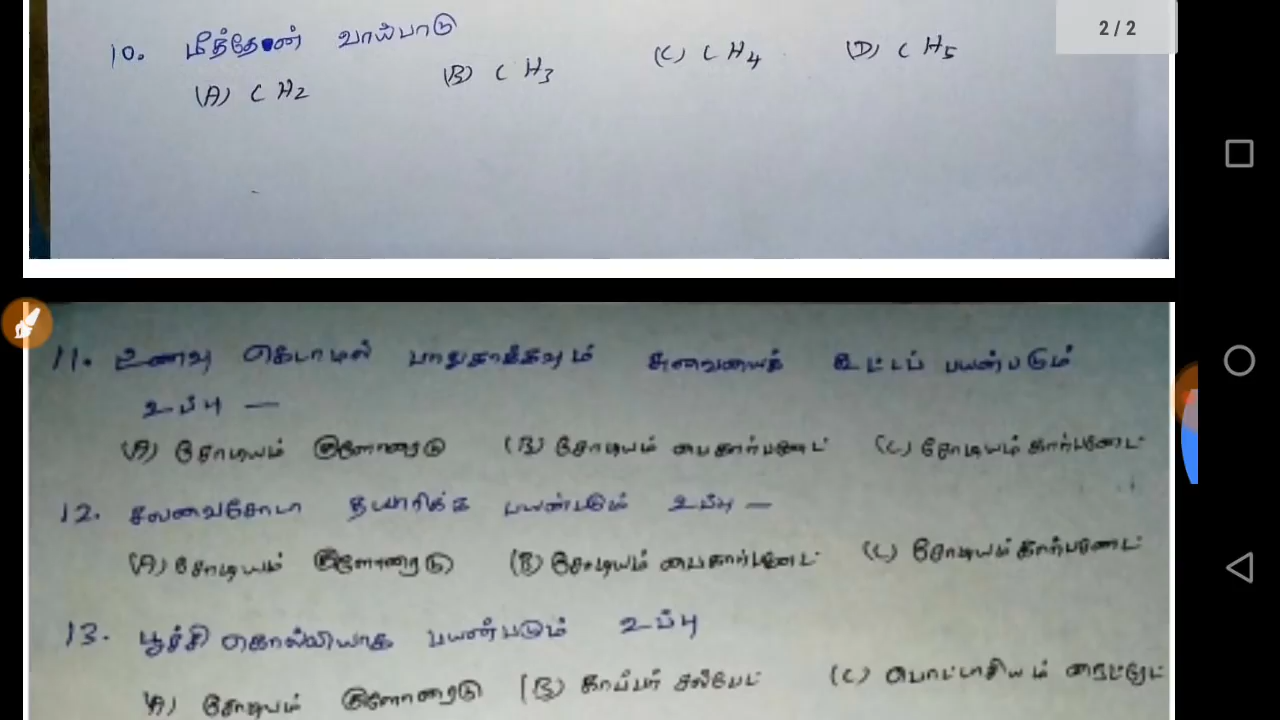 2/2
10. மீத்தேன் வாய்பாடு
(A) CH2 (B) CH3 (C) CH4 (D) CH5
11. உணவு கெடாமல் பாதுகாக்கவும் சுவையைக் கூட்டப் பயன்படும்
உப்பு —
(A) சோடியம் குளோரைடு (B) சோடியம் பைகார்பனேட் (C) சோடியம் கார்பனேட்
12. சலவைசோடா தயாரிக்க பயன்படும் உப்பு —
(A) சோடியம் குளோரைடு (B) சோடியம் பைகார்பனேட் (C) சோடியம் கார்பனேட்
13. பூச்சி கொல்லியாக பயன்படும் உப்பு
(A) சோடியம் குளோரைடு (B) காப்பர் சல்பேட் (C) பொட்டாசியம் நைட்ரேட்